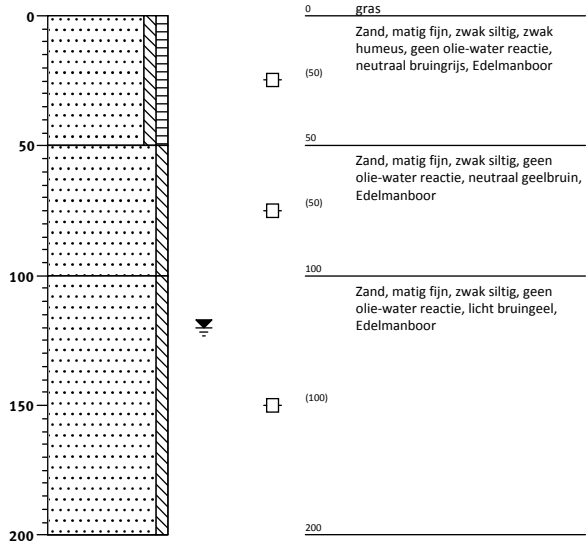 0
0
gras
Zand, matig fijn, zwak siltig, zwak
humeus, geen olie-water reactie,
neutraal bruingrijs, Edelmanboor
(50)
50
50
Zand, matig fijn, zwak siltig, geen
olie-water reactie, neutraal geelbruin,
Edelmanboor
(50)
100
100
Zand, matig fijn, zwak siltig, geen
olie-water reactie, licht bruingeel,
Edelmanboor
150
(100)
200
200